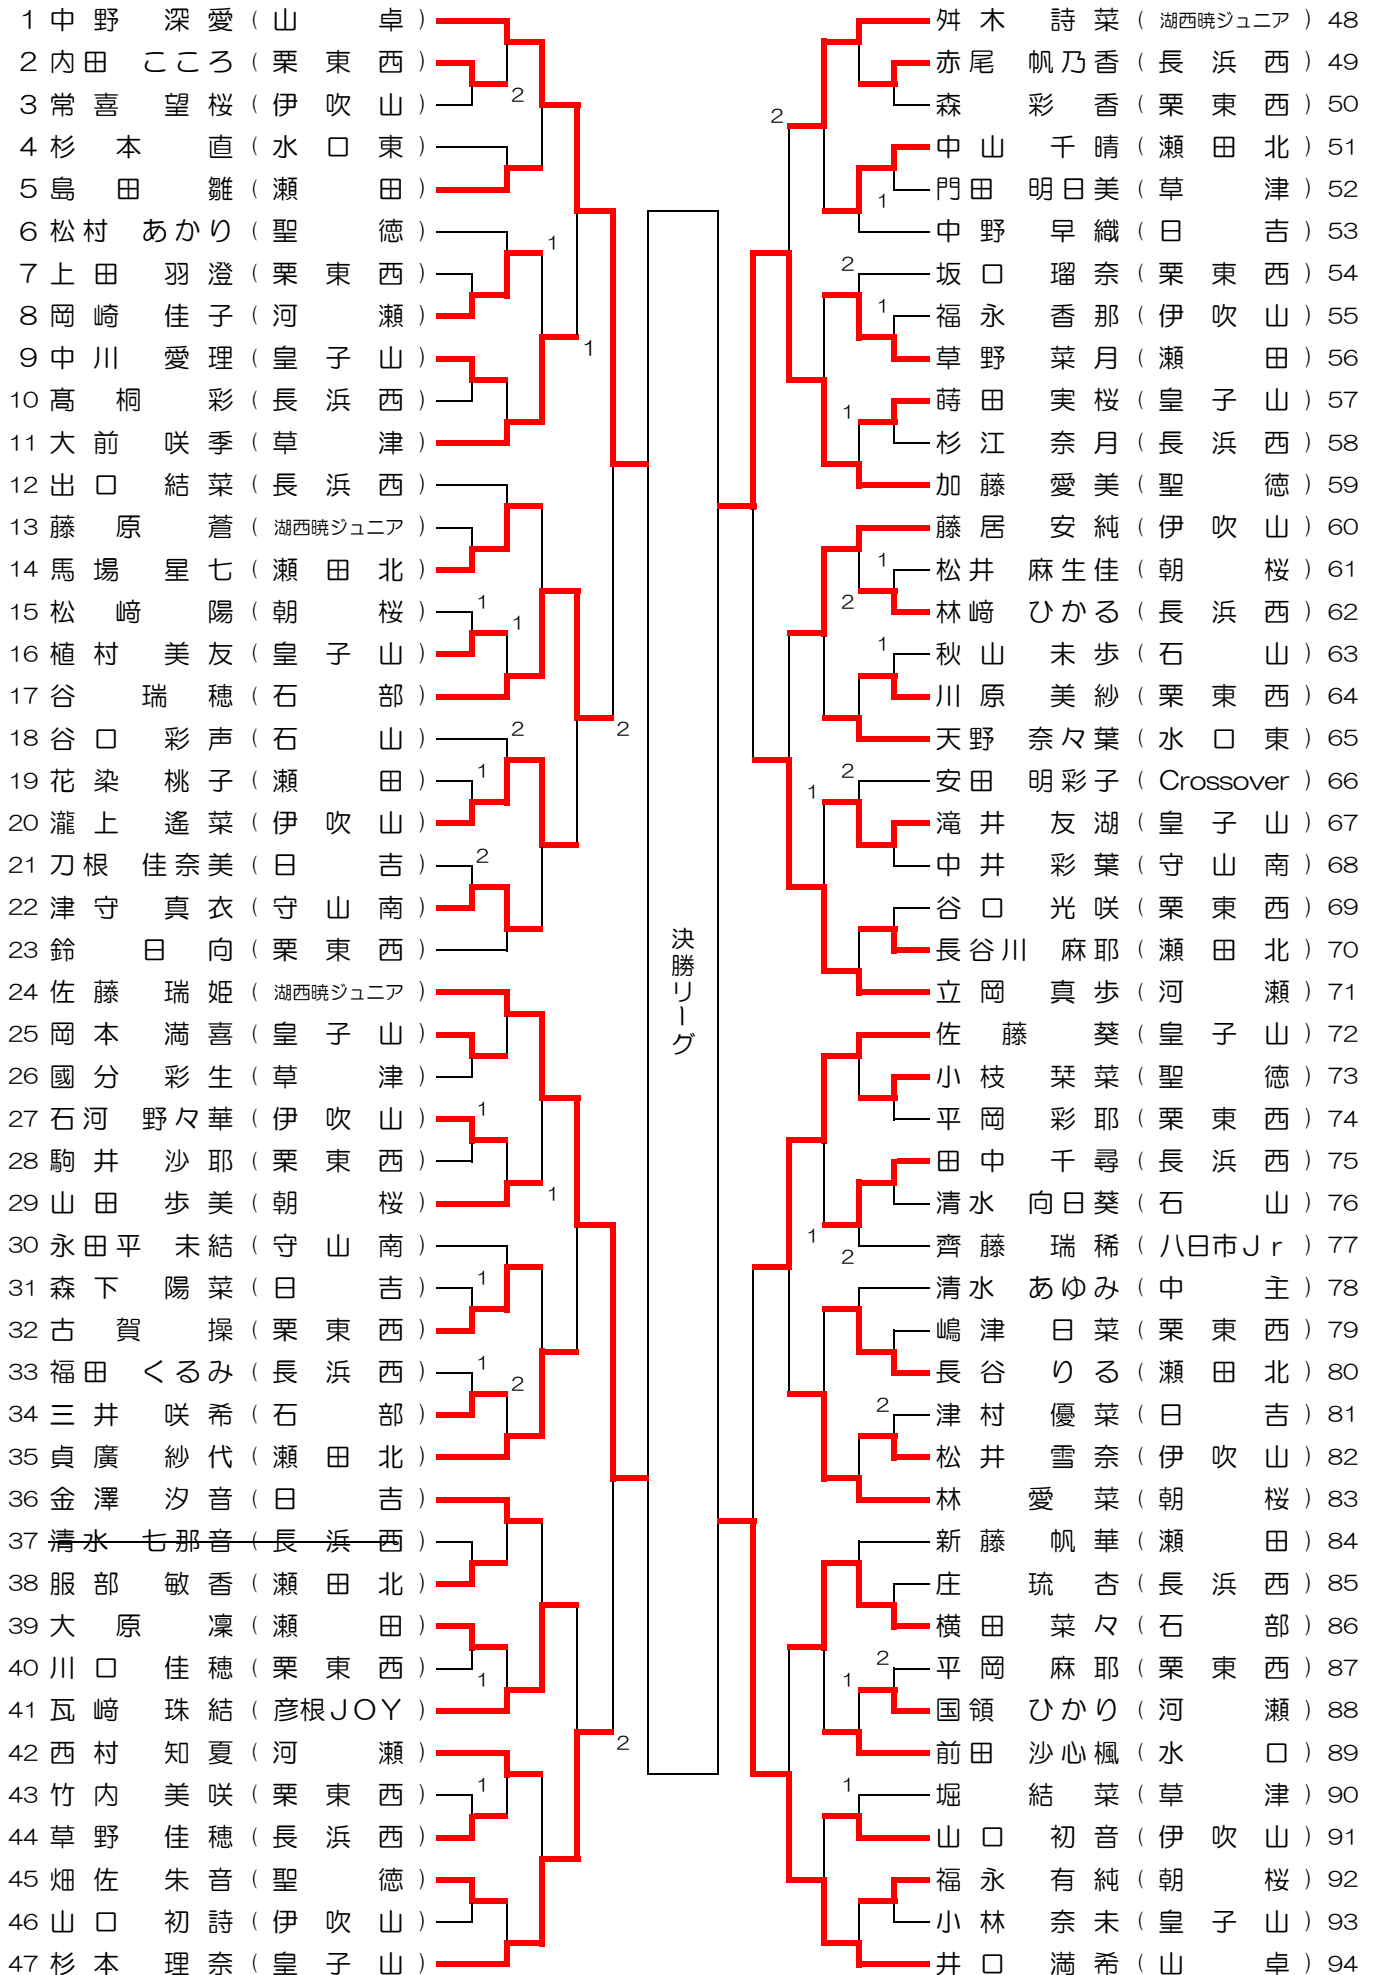 1 中野 深愛 ( 山卓 )
2 内田 こころ ( 栗東西 )
3 常喜 望桜 ( 伊吹山 )
2
4 杉本 直 ( 水口東 )
5 島田 雛 ( 瀬田 )
6 松村 あかり ( 聖徳 )
1
7 上田 羽澄 ( 栗東西 )
8 岡崎 佳子 ( 河瀬 )
9 中川 愛理 ( 皇子山 )
1
10 髙桐 彩 ( 長浜西 )
11 大前 咲季 ( 草津 )
12 出口 結菜 ( 長浜西 )
13 藤原 蒼 ( 湖西暁ジュニア )
14 馬場 星七 ( 瀬田北 )
15 松﨑 陽 ( 朝桜 )
1
1
16 植村 美友 ( 皇子山 )
17 谷 瑞穂 ( 石部 )
18 谷口 彩声 ( 石山 )
2
2
19 花染 桃子 ( 瀬田 )
1
20 瀧上 遙菜 ( 伊吹山 )
21 刀根 佳奈美 ( 日吉 )
2
22 津守 真衣 ( 守山南 )
23 鈴 日向 ( 栗東西 )
24 佐藤 瑞姫 ( 湖西暁ジュニア )
25 岡本 満喜 ( 皇子山 )
26 國分 彩生 ( 草津 )
27 石河 野々華 ( 伊吹山 )
1
28 駒井 沙耶 ( 栗東西 )
29 山田 歩美 ( 朝桜 )
1
30 永田平 未結 ( 守山南 )
31 森下 陽菜 ( 日吉 )
1
32 古賀 操 ( 栗東西 )
33 福田 くるみ ( 長浜西 )
1
2
34 三井 咲希 ( 石部 )
35 貞廣 紗代 ( 瀬田北 )
36 金澤 汐音 ( 日吉 )
37 清水 七那音 ( 長浜西 )
38 服部 敏香 ( 瀬田北 )
39 大原 凜 ( 瀬田 )
40 川口 佳穂 ( 栗東西 )
1
41 瓦﨑 珠結 ( 彦根JOY )
42 西村 知夏 ( 河瀬 )
2
43 竹内 美咲 ( 栗東西 )
1
44 草野 佳穂 ( 長浜西 )
45 畑佐 朱音 ( 聖徳 )
46 山口 初詩 ( 伊吹山 )
47 杉本 理奈 ( 皇子山 )
決勝リーグ
舛木 詩菜 ( 湖西暁ジュニア ) 48
赤尾 帆乃香 ( 長浜西 ) 49
森 彩香 ( 栗東西 ) 50
2
中山 千晴 ( 瀬田北 ) 51
門田 明日美 ( 草津 ) 52
1
中野 早織 ( 日吉 ) 53
2
坂口 瑠奈 ( 栗東西 ) 54
1
福永 香那 ( 伊吹山 ) 55
草野 菜月 ( 瀬田 ) 56
蒔田 実桜 ( 皇子山 ) 57
1
杉江 奈月 ( 長浜西 ) 58
加藤 愛美 ( 聖徳 ) 59
藤居 安純 ( 伊吹山 ) 60
1
松井 麻生佳 ( 朝桜 ) 61
2
林﨑 ひかる ( 長浜西 ) 62
1
秋山 未歩 ( 石山 ) 63
川原 美紗 ( 栗東西 ) 64
天野 奈々葉 ( 水口東 ) 65
2
安田 明彩子 ( Crossover ) 66
1
滝井 友湖 ( 皇子山 ) 67
中井 彩葉 ( 守山南 ) 68
谷口 光咲 ( 栗東西 ) 69
長谷川 麻耶 ( 瀬田北 ) 70
立岡 真歩 ( 河瀬 ) 71
佐藤 葵 ( 皇子山 ) 72
小枝 栞菜 ( 聖徳 ) 73
平岡 彩耶 ( 栗東西 ) 74
田中 千尋 ( 長浜西 ) 75
清水 向日葵 ( 石山 ) 76
1
2
齊藤 瑞稀 ( 八日市Jr ) 77
清水 あゆみ ( 中主 ) 78
嶋津 日菜 ( 栗東西 ) 79
長谷 りる ( 瀬田北 ) 80
2
津村 優菜 ( 日吉 ) 81
松井 雪奈 ( 伊吹山 ) 82
林 愛菜 ( 朝桜 ) 83
新藤 帆華 ( 瀬田 ) 84
庄 琉杏 ( 長浜西 ) 85
横田 菜々 ( 石部 ) 86
2
1
平岡 麻耶 ( 栗東西 ) 87
国領 ひかり ( 河瀬 ) 88
前田 沙心楓 ( 水口 ) 89
1
堀 結菜 ( 草津 ) 90
山口 初音 ( 伊吹山 ) 91
福永 有純 ( 朝桜 ) 92
小林 奈未 ( 皇子山 ) 93
井口 満希 ( 山卓 ) 94